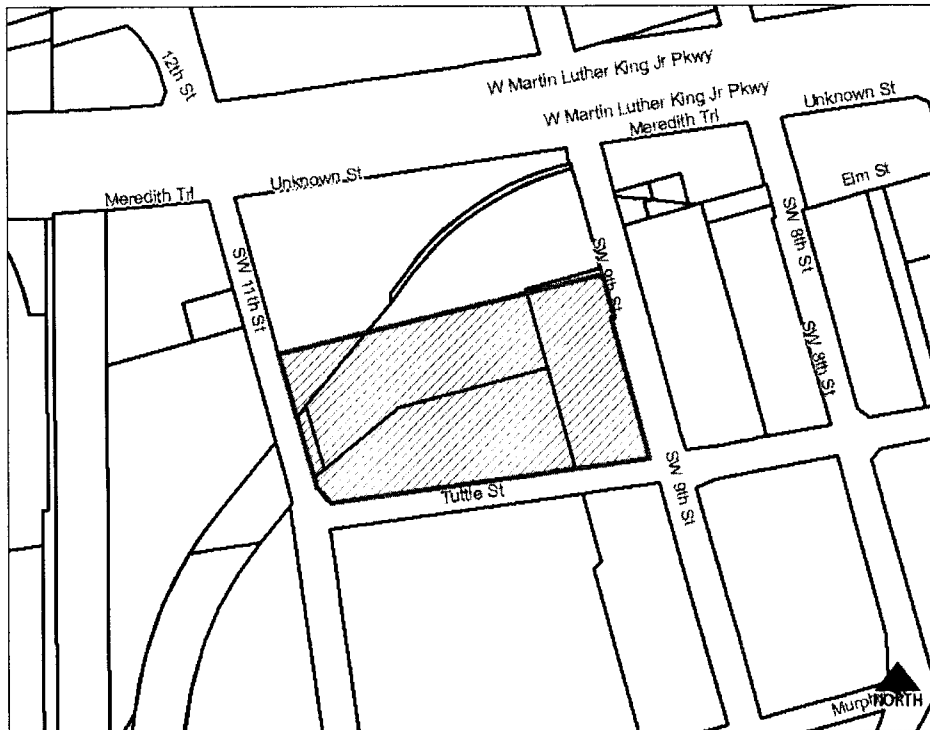 12th St
W Martin Luther King Jr Pkwy
W Martin Luther King Jr Pkwy
Unknown St
Meredith Trl
Unknown St
Elm St
Meredith Trl
SW 11th St
SW 9th St
SW 8th St
SW 8th St
Tuttle St
SW 9th St
NORTH